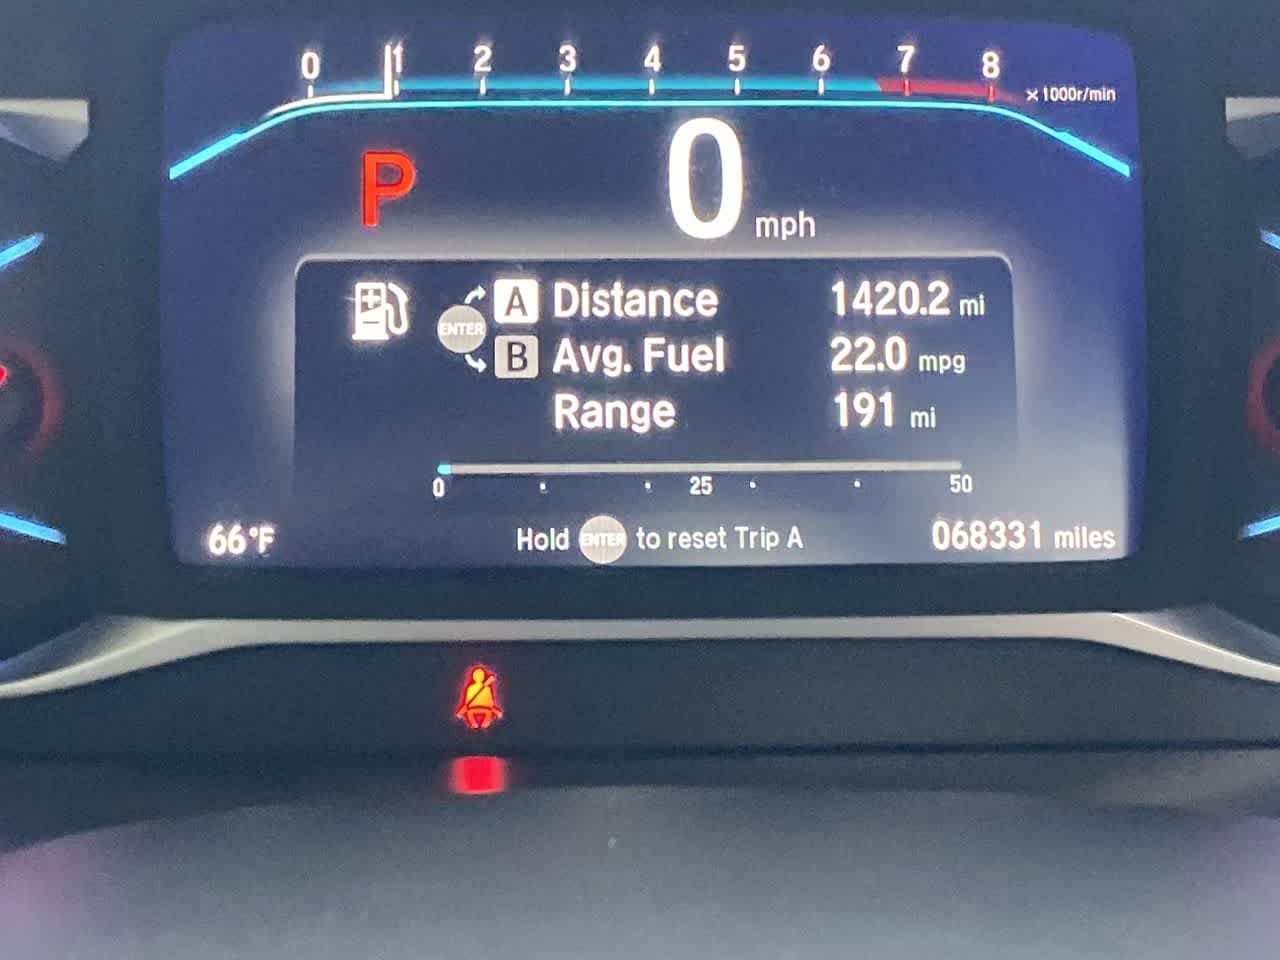 0 1 2 3 4 5 6 7 8
x1000r/min
P 0 mph
ENTER A Distance 1420.2 mi
B Avg. Fuel 22.0 mpg
Range 191 mi
0 25 50
66°F Hold ENTER to reset Trip A 068331 miles